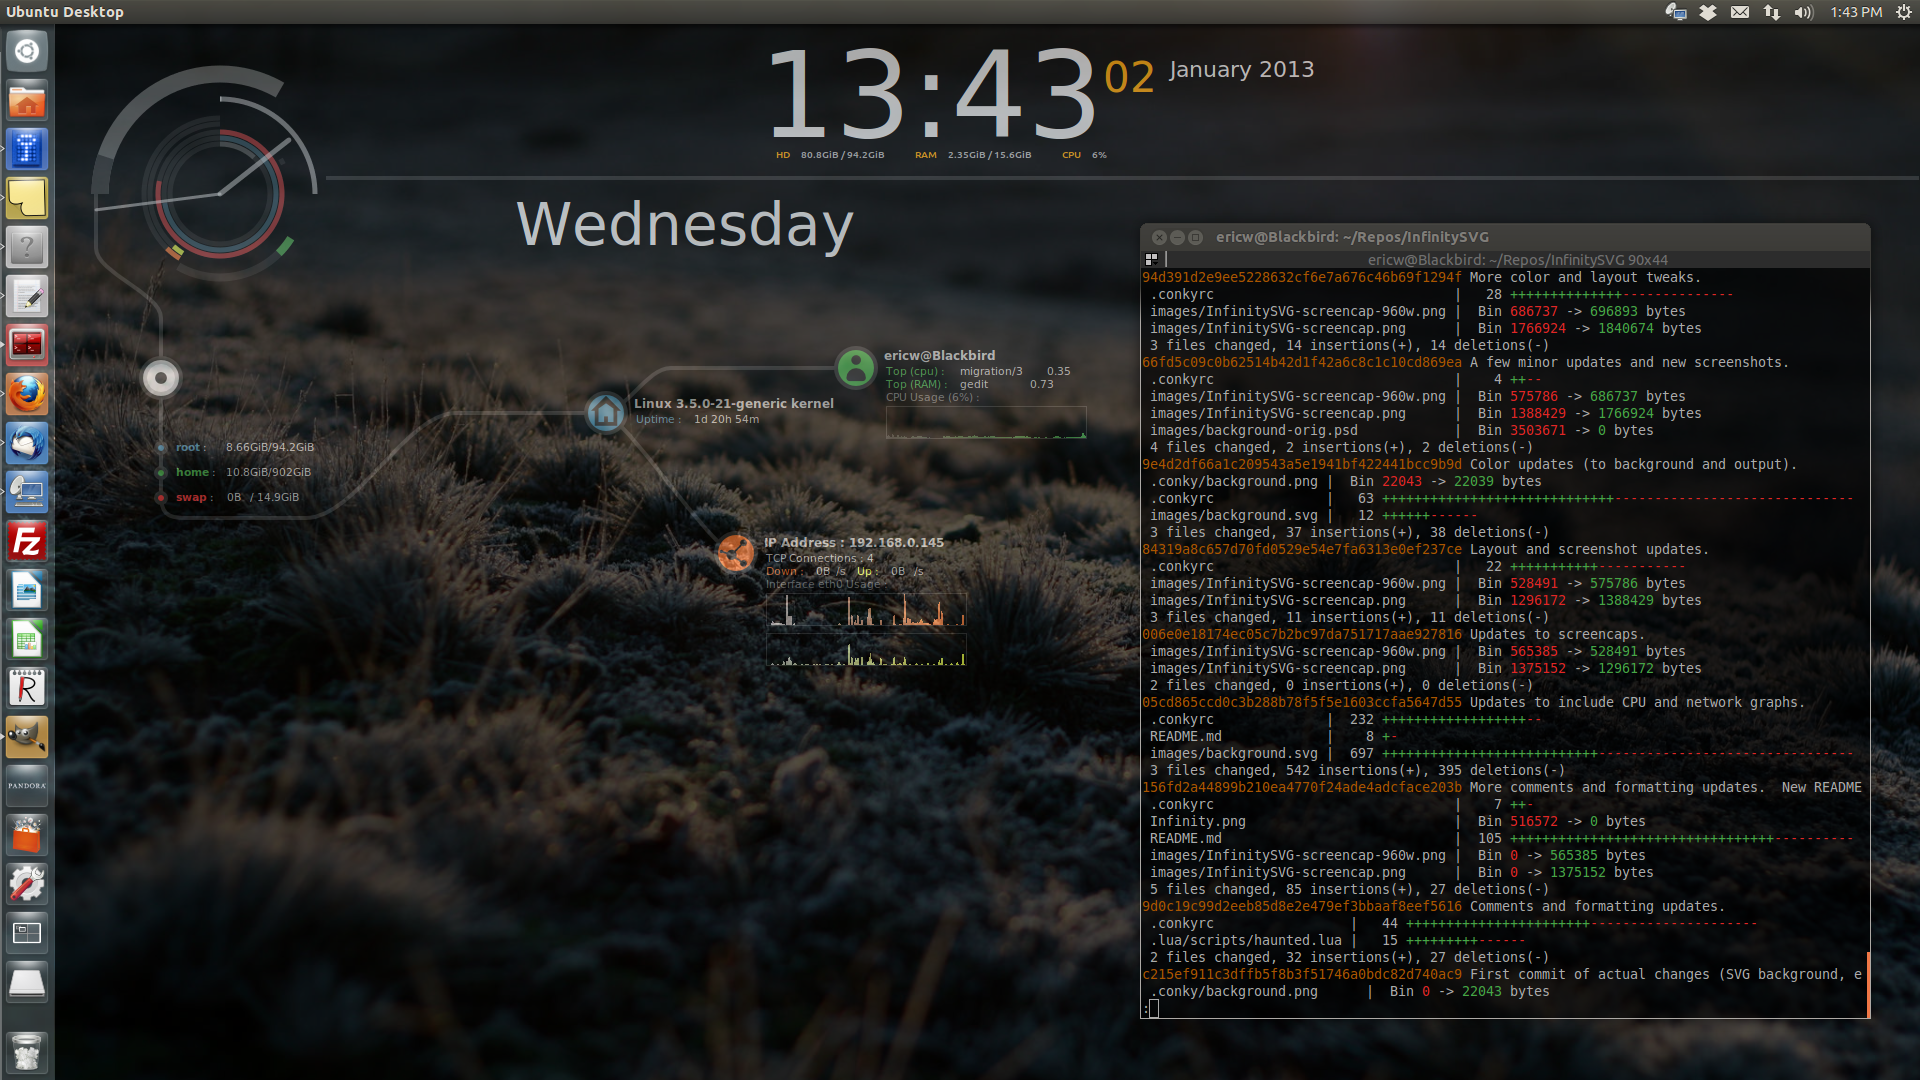 Ubuntu Desktop
1:43 PM
13:43 02 January 2013
HD 80.8GiB / 94.2GiB RAM 2.35GiB / 15.6GiB CPU 6%
Wednesday
ericw@Blackbird
Top (cpu) : migration/3 0.35
Top (RAM) : gedit 0.73
CPU Usage (6%) :
Linux 3.5.0-21-generic kernel
Uptime : 1d 20h 54m
root : 8.66GiB/94.2GiB
home : 10.8GiB/902GiB
swap : 0B / 14.9GiB
IP Address : 192.168.0.145
TCP Connections : 4
Down : 0B /s Up : 0B /s
Interface eth0 Usage -
PANDORA
ericw@Blackbird: ~/Repos/InfinitySVG
ericw@Blackbird: ~/Repos/InfinitySVG 90x44
94d391d2e9ee5228632cf6e7a676c46b69f1294f More color and layout tweaks.
.conkyrc | 28 ++++++++++++++--------------
images/InfinitySVG-screencap-960w.png | Bin 686737 -> 696893 bytes
images/InfinitySVG-screencap.png | Bin 1766924 -> 1840674 bytes
3 files changed, 14 insertions(+), 14 deletions(-)
66fd5c09c0b62514b42d1f42a6c8c1c10cd869ea A few minor updates and new screenshots.
.conkyrc | 4 ++--
images/InfinitySVG-screencap-960w.png | Bin 575786 -> 686737 bytes
images/InfinitySVG-screencap.png | Bin 1388429 -> 1766924 bytes
images/background-orig.psd | Bin 3503671 -> 0 bytes
4 files changed, 2 insertions(+), 2 deletions(-)
9e4d2df66a1c209543a5e1941bf422441bcc9b9d Color updates (to background and output).
.conky/background.png | Bin 22043 -> 22039 bytes
.conkyrc | 63 +++++++++++++++++++++++++++++------------------------------
images/background.svg | 12 ++++++------
3 files changed, 37 insertions(+), 38 deletions(-)
84319a8c657d70fd0529e54e7fa6313e0ef237ce Layout and screenshot updates.
.conkyrc | 22 +++++++++++-----------
images/InfinitySVG-screencap-960w.png | Bin 528491 -> 575786 bytes
images/InfinitySVG-screencap.png | Bin 1296172 -> 1388429 bytes
3 files changed, 11 insertions(+), 11 deletions(-)
006e0e18174ec05c7b2bc97da751717aae927816 Updates to screencaps.
images/InfinitySVG-screencap-960w.png | Bin 565385 -> 528491 bytes
images/InfinitySVG-screencap.png | Bin 1375152 -> 1296172 bytes
2 files changed, 0 insertions(+), 0 deletions(-)
05cd865ccd0c3b288b78f5f5e1603ccfa5647d55 Updates to include CPU and network graphs.
.conkyrc | 232 ++++++++++++++++++--
README.md | 8 +-
images/background.svg | 697 +++++++++++++++++++++++++++--------------------------------
3 files changed, 542 insertions(+), 395 deletions(-)
156fd2a44899b210ea4770f24ade4adcface203b More comments and formatting updates.  New README
.conkyrc | 7 ++-
Infinity.png | Bin 516572 -> 0 bytes
README.md | 105 +++++++++++++++++++++++++++++++++----------
images/InfinitySVG-screencap-960w.png | Bin 0 -> 565385 bytes
images/InfinitySVG-screencap.png | Bin 0 -> 1375152 bytes
5 files changed, 85 insertions(+), 27 deletions(-)
9d0c19c99d2eeb85d8e2e479ef3bbaaf8eef5616 Comments and formatting updates.
.conkyrc | 44 +++++++++++++++++++++++---------------------
.lua/scripts/haunted.lua | 15 +++++++++------
2 files changed, 32 insertions(+), 27 deletions(-)
c215ef911c3dffb5f8b3f51746a0bdc82d740ac9 First commit of actual changes (SVG background, e
.conky/background.png | Bin 0 -> 22043 bytes
: